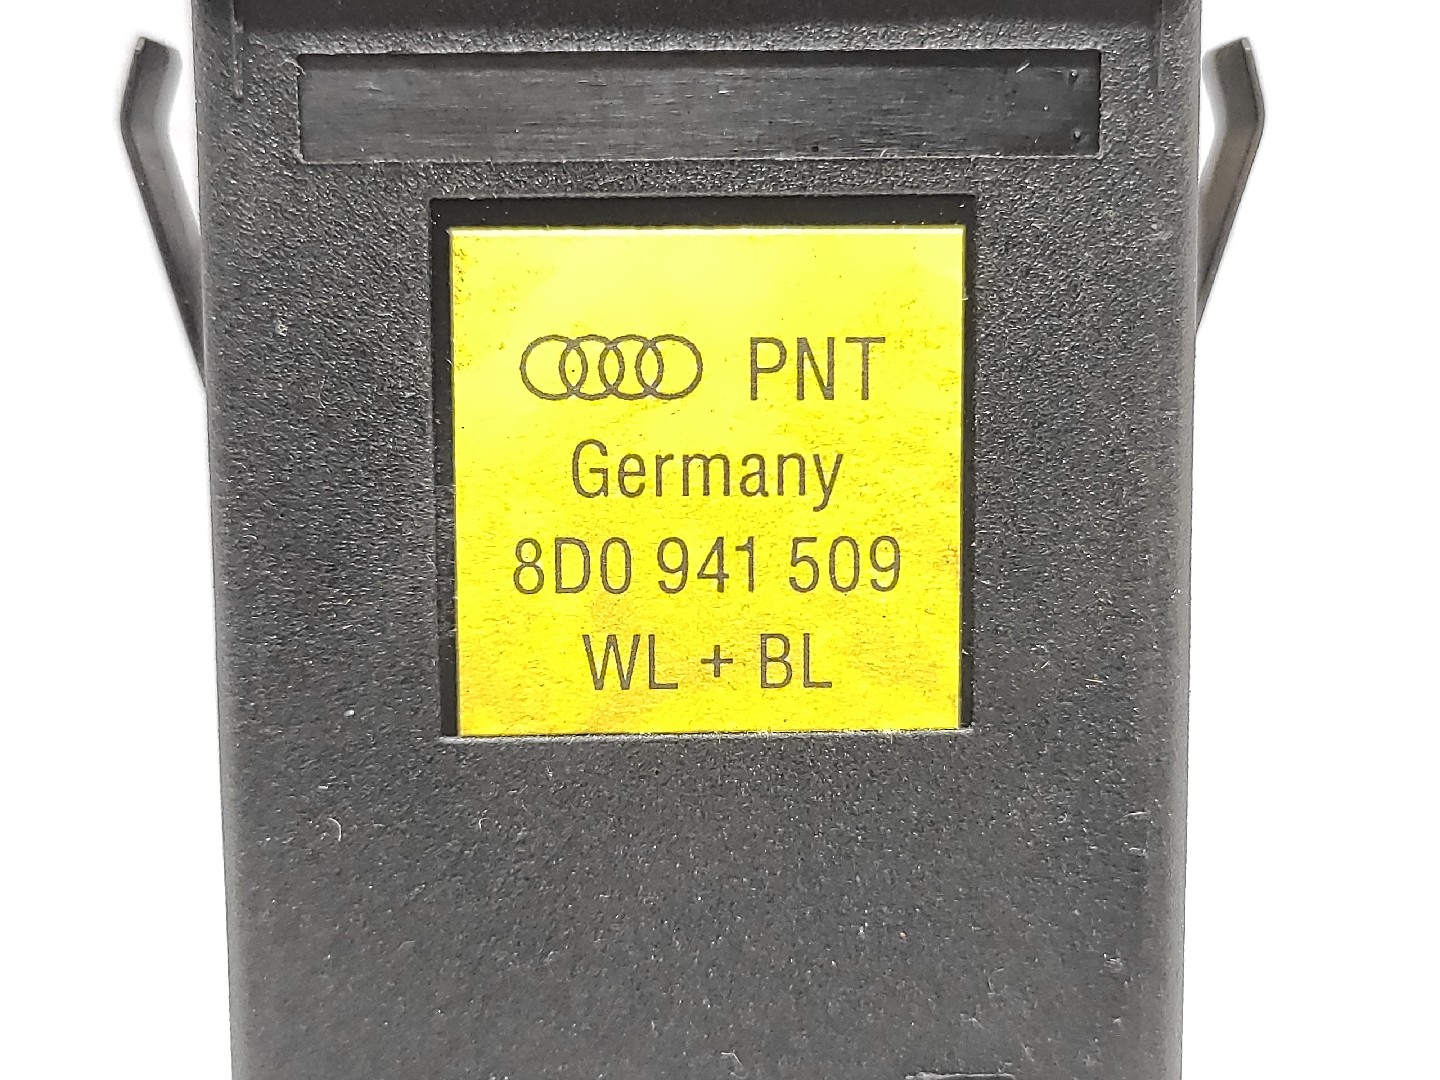 PNT
Germany
8D0 941 509
WL + BL